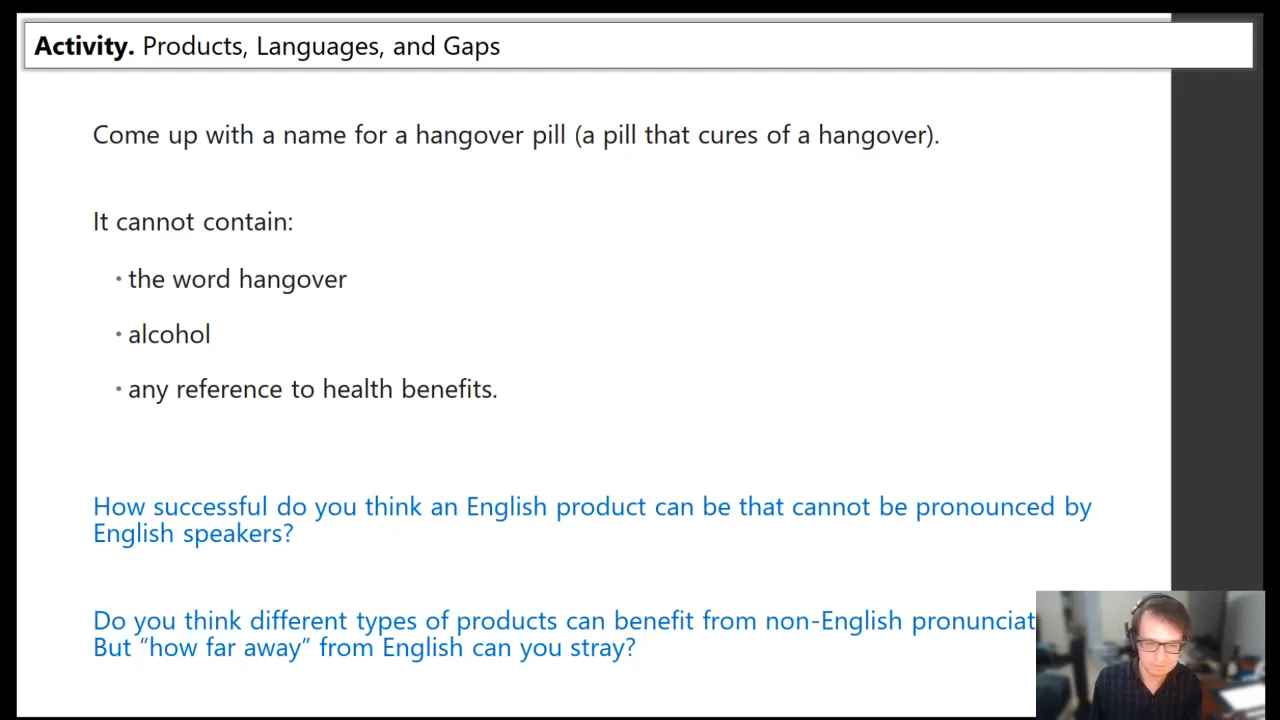 Activity. Products, Languages, and Gaps
Come up with a name for a hangover pill (a pill that cures of a hangover).
It cannot contain:
• the word hangover
• alcohol
• any reference to health benefits.
How successful do you think an English product can be that cannot be pronounced by
English speakers?
Do you think different types of products can benefit from non-English
But “how far away” from English can you stray?